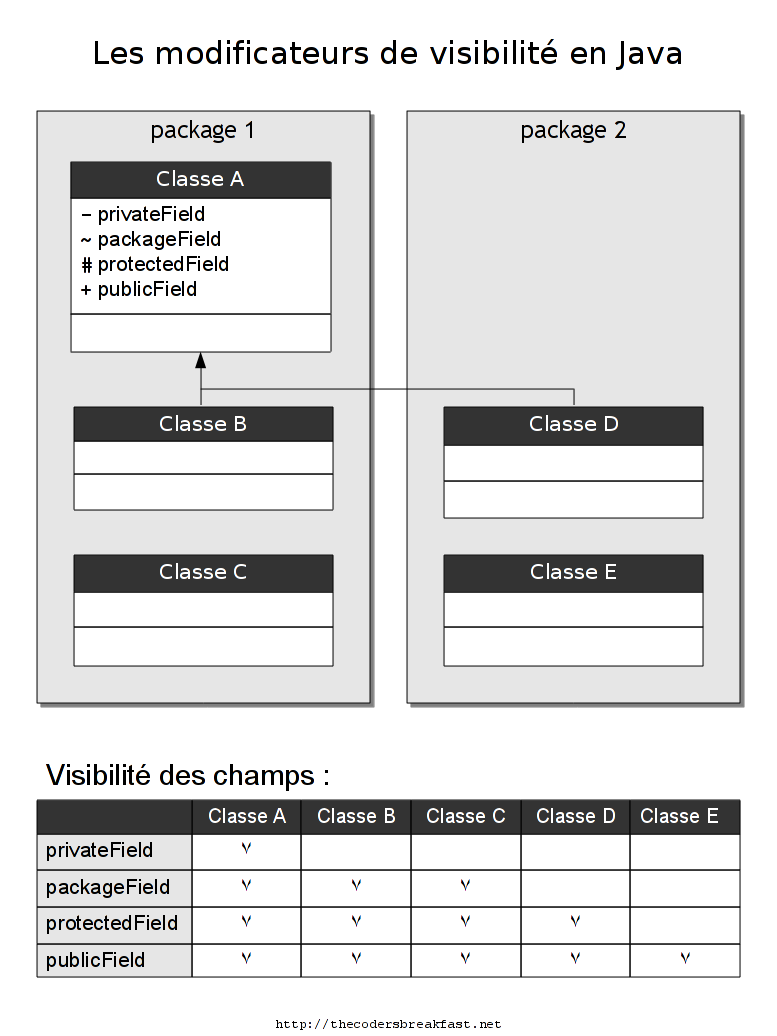 Les modificateurs de visibilité en Java
package 1
Classe A
- privateField
~ packageField
# protectedField
+ publicField
Classe B
Classe C
package 2
Classe D
Classe E
Visibilité des champs :
Classe A Classe B Classe C Classe D Classe E
privateField √
packageField √ √ √
protectedField √ √ √ √
publicField √ √ √ √ √
http://thecodersbreakfast.net